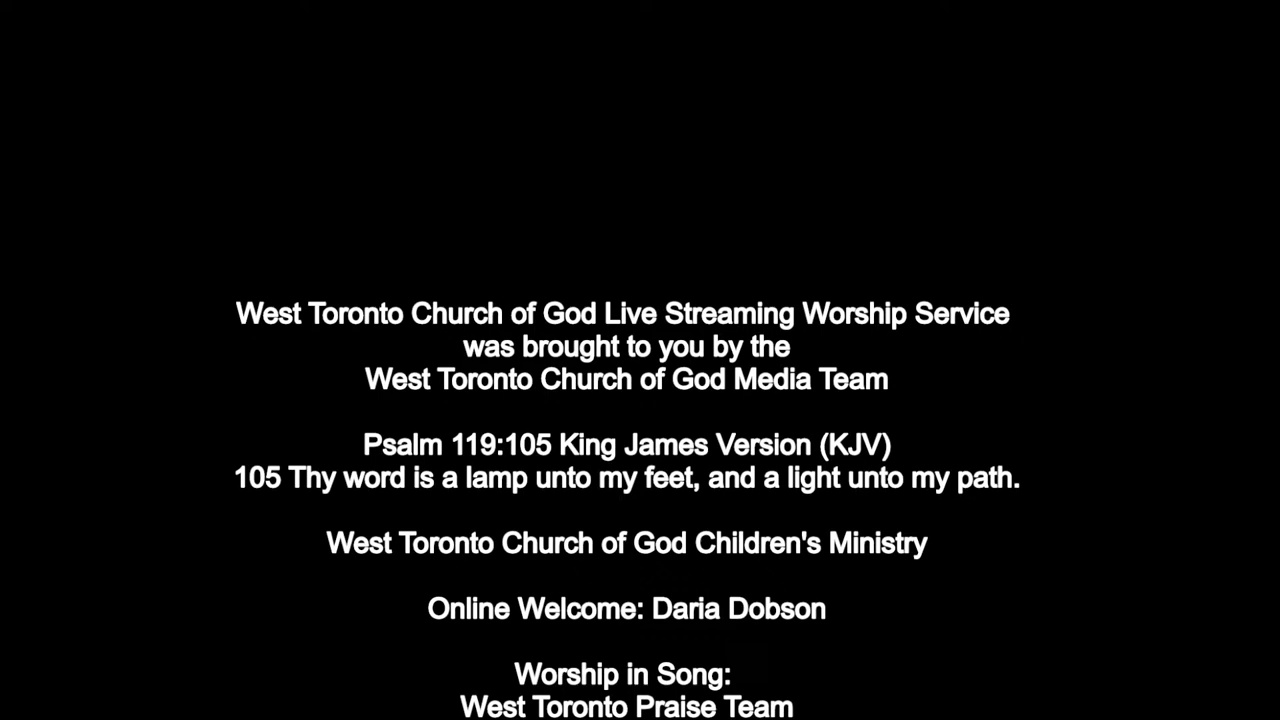 West Toronto Church of God Live Streaming Worship Service
was brought to you by the
West Toronto Church of God Media Team
Psalm 119:105 King James Version (KJV)
105 Thy word is a lamp unto my feet, and a light unto my path.
West Toronto Church of God Children's Ministry
Online Welcome: Daria Dobson
Worship in Song:
West Toronto Praise Team